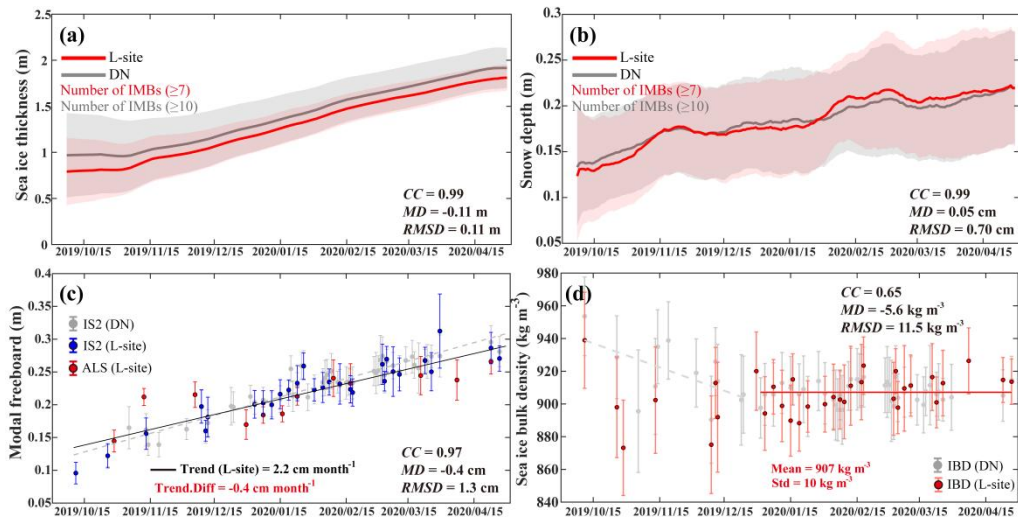 (a)
L-site
DN
Number of IMBs (≥7)
Number of IMBs (≥10)
CC = 0.99
MD = -0.11 m
RMSD = 0.11 m
Sea ice thickness (m)
2
1.5
1
0.5
0
2019/10/15 2019/11/15 2019/12/15 2020/01/15 2020/02/15 2020/03/15 2020/04/15
(b)
L-site
DN
Number of IMBs (≥7)
Number of IMBs (≥10)
CC = 0.99
MD = 0.05 cm
RMSD = 0.70 cm
Snow depth (m)
0.3
0.25
0.2
0.15
0.1
0.05
2019/10/15 2019/11/15 2019/12/15 2020/01/15 2020/02/15 2020/03/15 2020/04/15
(c)
IS2 (DN)
IS2 (L-site)
ALS (L-site)
Trend (L-site) = 2.2 cm month⁻¹
Trend.Diff = -0.4 cm month⁻¹
CC = 0.97
MD = -0.4 cm
RMSD = 1.3 cm
Modal freeboard (m)
0.4
0.35
0.3
0.25
0.2
0.15
0.1
0.05
2019/10/15 2019/11/15 2019/12/15 2020/01/15 2020/02/15 2020/03/15 2020/04/15
(d)
CC = 0.65
MD = -5.6 kg m⁻³
RMSD = 11.5 kg m⁻³
Mean = 907 kg m⁻³
Std = 10 kg m⁻³
IBD (DN)
IBD (L-site)
Sea ice bulk density (kg m⁻³)
980
960
940
920
900
880
860
840
2019/10/15 2019/11/15 2019/12/15 2020/01/15 2020/02/15 2020/03/15 2020/04/15